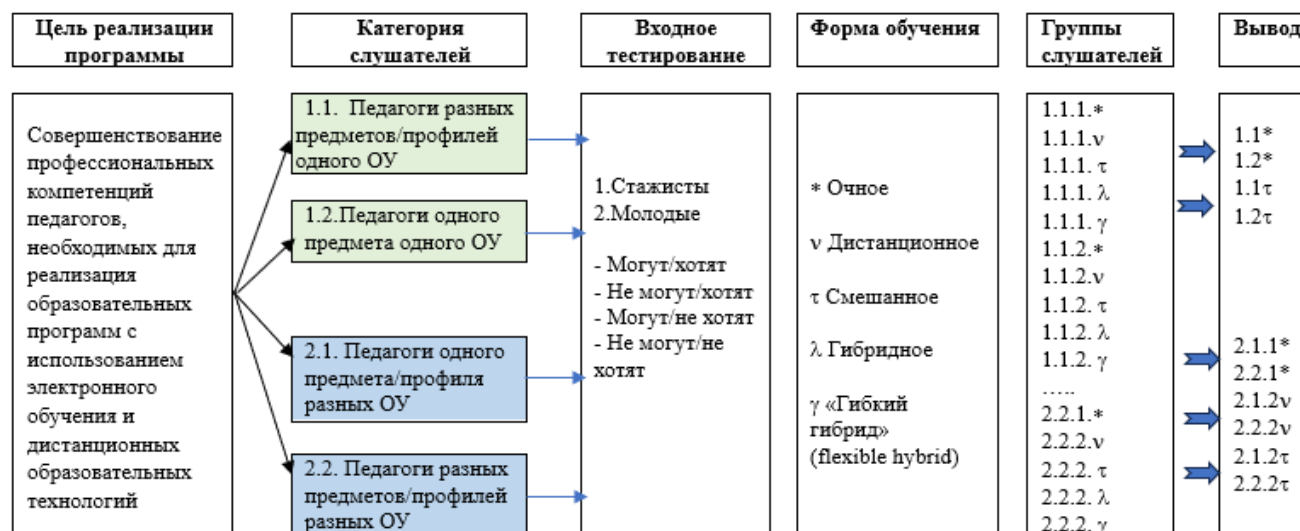 Цель реализации
программы
Категория
слушателей
Входное
тестирование
Форма обучения
Группы
слушателей
Вывод
Совершенствование
профессиональных
компетенций
педагогов,
необходимых для
реализация
образовательных
программ с
использованием
электронного
обучения и
дистанционных
образовательных
технологий
1.1. Педагоги разных
предметов/профилей
одного ОУ
1.2.Педагоги одного
предмета одного ОУ
2.1. Педагоги одного
предмета/профиля
разных ОУ
2.2. Педагоги разных
предметов/профилей
разных ОУ
1.Стажисты
2.Молодые
- Могут/хотят
- Не могут/хотят
- Могут/не хотят
- Не могут/не
хотят
* Очное
ν Дистанционное
τ Смешанное
λ Гибридное
γ «Гибкий
гибрид»
(flexible hybrid)
1.1.1.*
1.1.1.ν
1.1.1. τ
1.1.1. λ
1.1.1. γ
1.1.2.*
1.1.2.ν
1.1.2. τ
1.1.2. λ
1.1.2. γ
.....
2.2.1.*
2.2.2.ν
2.2.2. τ
2.2.2. λ
2.2.2. γ
1.1*
1.2*
1.1τ
1.2τ
2.1.1*
2.2.1*
2.1.2ν
2.2.2ν
2.1.2τ
2.2.2τ